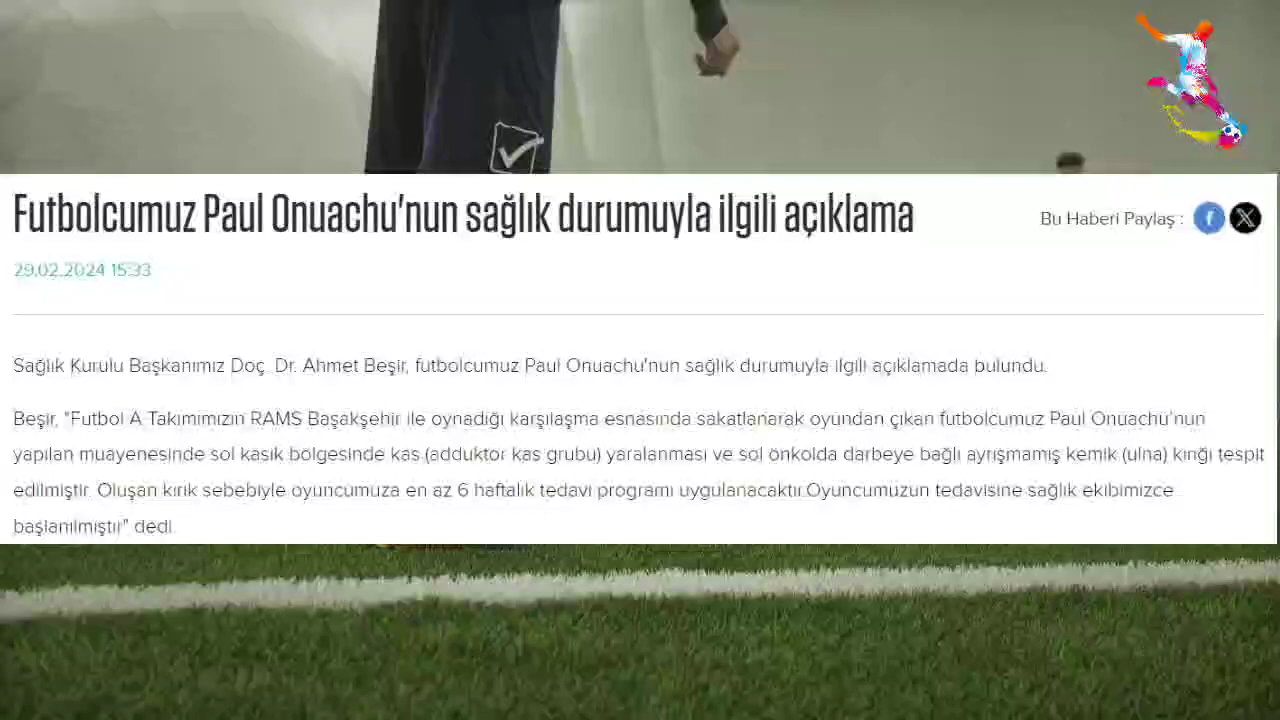 Futbolcumuz Paul Onuachu'nun sağlık durumuyla ilgili açıklama
Bu Haberi Paylaş :
29.02.2024 15:33
Sağlık Kurulu Başkanımız Doç. Dr. Ahmet Beşir, futbolcumuz Paul Onuachu'nun sağlık durumuyla ilgili açıklamada bulundu.
Beşir, "Futbol A Takımımızın RAMS Başakşehir ile oynadığı karşılaşma esnasında sakatlanarak oyundan çıkan futbolcumuz Paul Onuachu'nun
yapılan muayenesinde sol kasık bölgesinde kas (adduktor kas grubu) yaralanması ve sol önkolda darbeye bağlı ayrışmamış kemik (ulna) kırığı tespit
edilmiştir. Oluşan kırık sebebiyle oyuncumuza en az 6 haftalık tedavi programı uygulanacaktır.Oyuncumuzun tedavisine sağlık ekibimizce
başlanılmıştır" dedi.